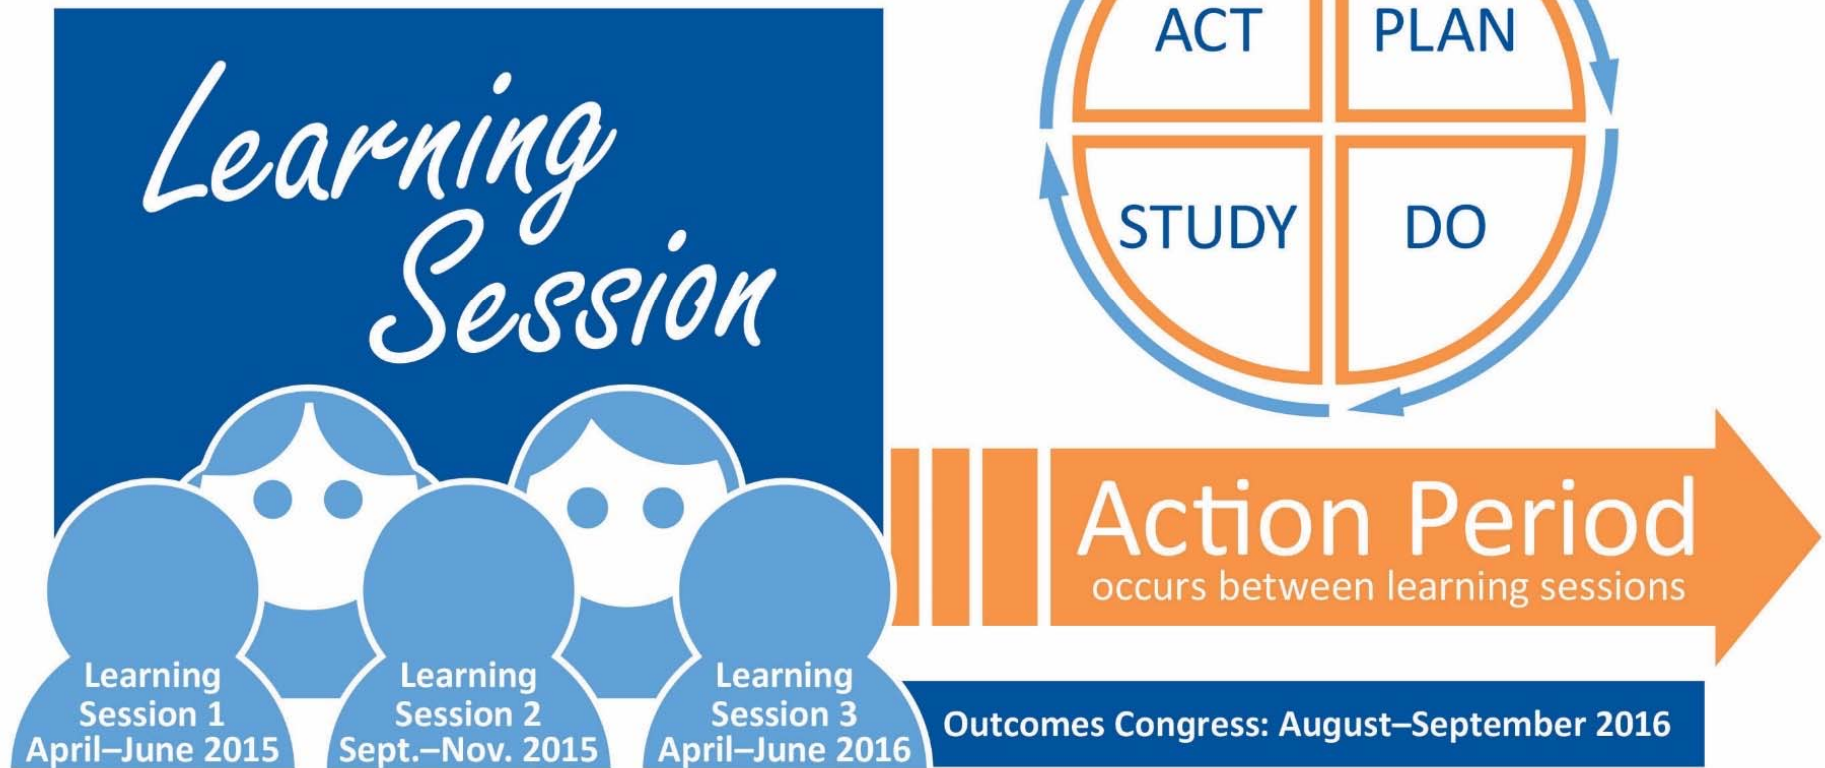 Learning
Session
ACT
PLAN
STUDY
DO
Action Period
occurs between learning sessions
Learning
Session 1
April–June 2015
Learning
Session 2
Sept.–Nov. 2015
Learning
Session 3
April–June 2016
Outcomes Congress: August–September 2016